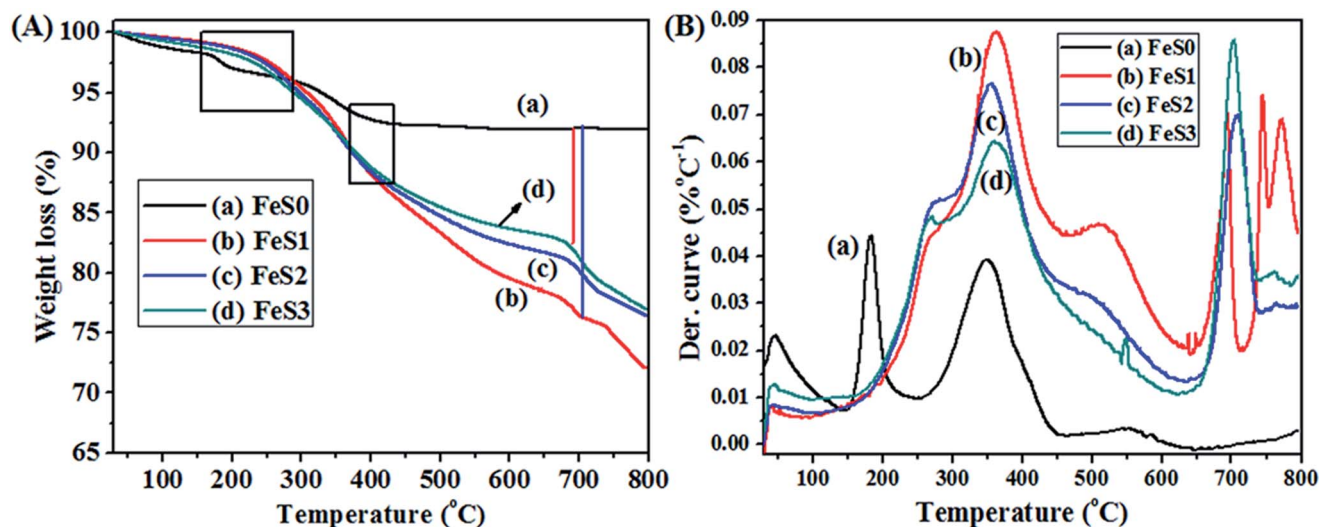 (A)
100
95
90
85
80
75
70
65
Weight loss (%)
(a)
(d)
(c)
(b)
(a) FeS0
(b) FeS1
(c) FeS2
(d) FeS3
100 200 300 400 500 600 700 800
Temperature (°C)
(B)
0.09
0.08
0.07
0.06
0.05
0.04
0.03
0.02
0.01
0.00
Der. curve (%°C⁻¹)
(b)
(c)
(d)
(a)
(a) FeS0
(b) FeS1
(c) FeS2
(d) FeS3
100 200 300 400 500 600 700 800
Temperature (°C)